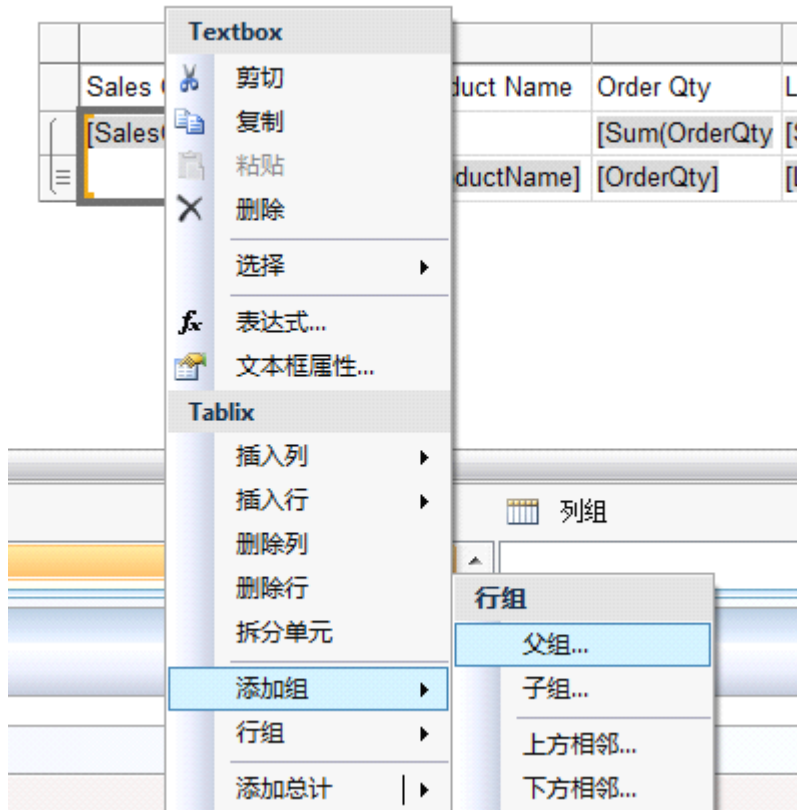 Textbox
剪切
复制
粘贴
删除
选择
表达式...
文本框属性...
Tablix
插入列
插入行
删除列
删除行
拆分单元
添加组
行组
添加总计
Sales
duct Name
Order Qty
[Sales
[Sum(OrderQty
ductName]
[OrderQty]
列组
行组
父组...
子组...
上方相邻...
下方相邻...